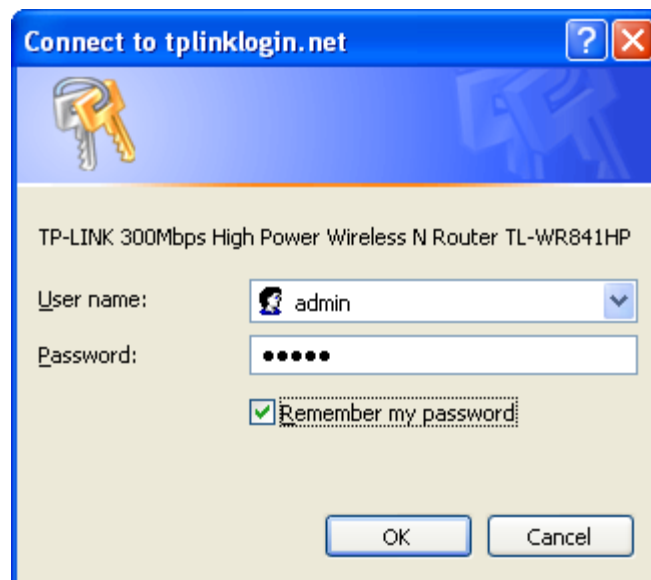 Connect to tplinklogin.net
TP-LINK 300Mbps High Power Wireless N Router TL-WR841HP
User name:
admin
Password:
•••••
Remember my password
OK
Cancel